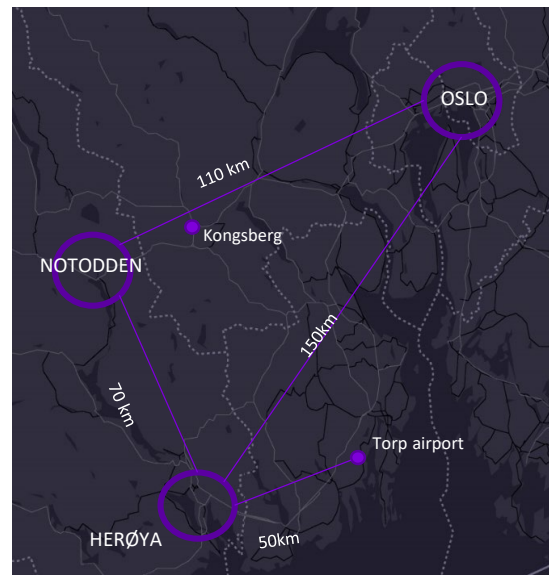 OSLO
110 km
Kongsberg
NOTODDEN
150km
70 km
Torp airport
HERØYA
50km